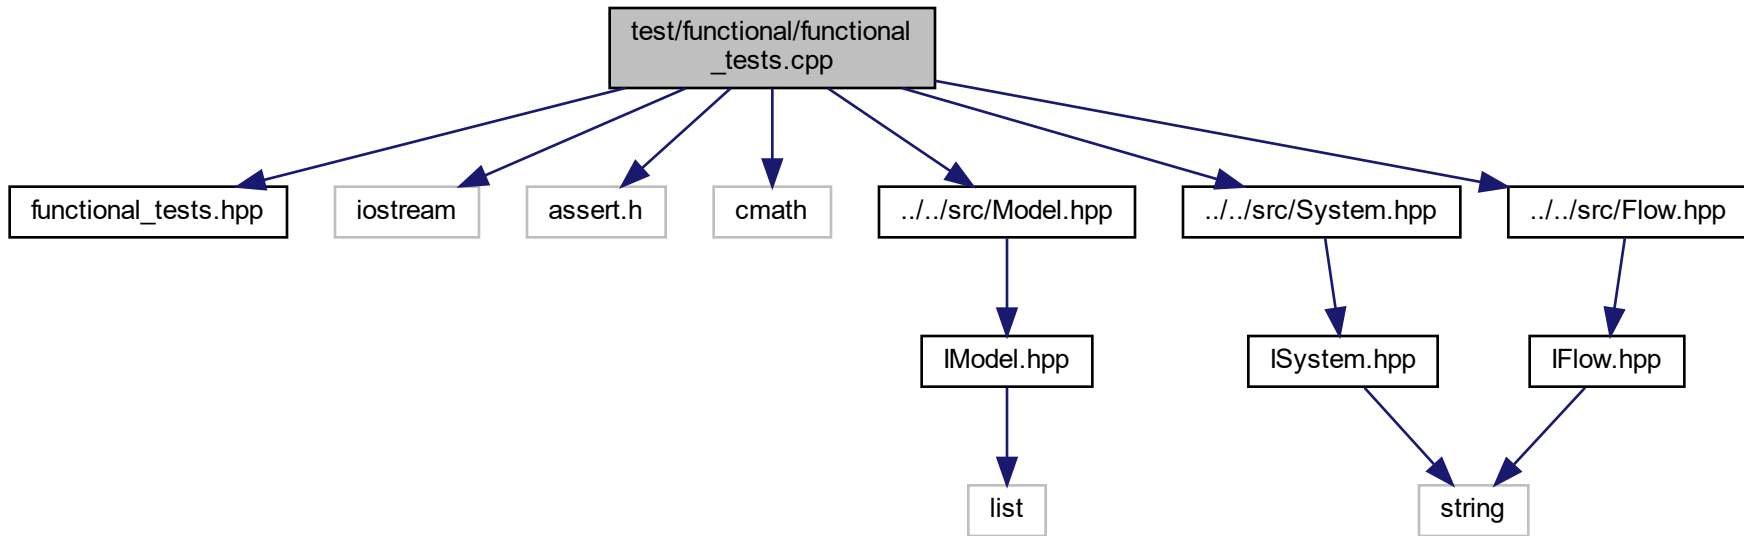 test/functional/functional
_tests.cpp
functional_tests.hpp
iostream
assert.h
cmath
../../src/Model.hpp
../../src/System.hpp
../../src/Flow.hpp
IModel.hpp
ISystem.hpp
IFlow.hpp
list
string